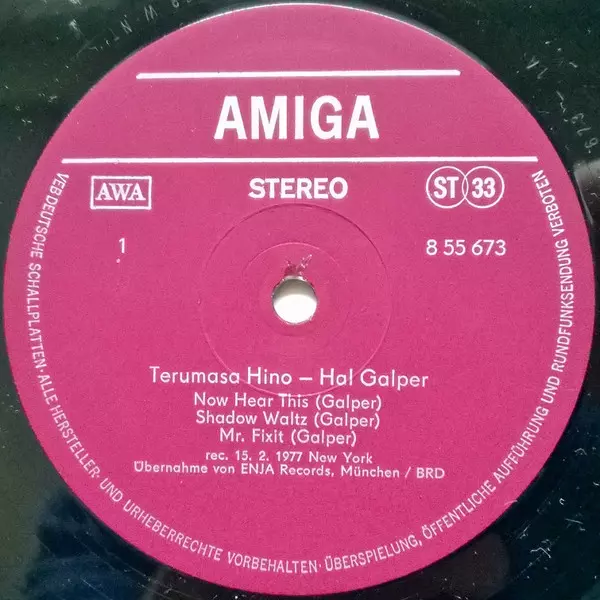 AMIGA
AWA
STEREO
ST 33
1
8 55 673
Terumasa Hino – Hal Galper
Now Hear This (Galper)
Shadow Waltz (Galper)
Mr. Fixit (Galper)
rec. 15. 2. 1977 New York
Übernahme von ENJA Records, München / BRD
VEB DEUTSCHE SCHALLPLATTEN · ALLE HERSTELLER- UND URHEBERRECHTE VORBEHALTEN · ÜBERSPIELUNG, ÖFFENTLICHE AUFFÜHRUNG UND RUNDFUNKSENDUNG VERBOTEN